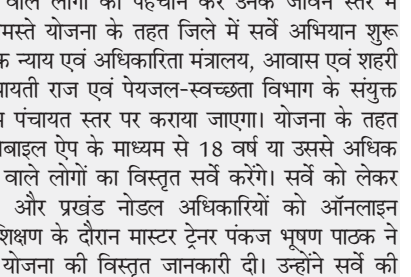 वाले लोगों की पहचान कर उनके जीवन स्तर में
मस्ते योजना के तहत जिले में सर्वे अभियान शुरू
क न्याय एवं अधिकारिता मंत्रालय, आवास एवं शहरी
ायती राज एवं पेयजल-स्वच्छता विभाग के संयुक्त
पंचायत स्तर पर कराया जाएगा। योजना के तहत
बाइल ऐप के माध्यम से 18 वर्ष या उससे अधिक
वाले लोगों का विस्तृत सर्वे करेंगे। सर्वे को लेकर
और प्रखंड नोडल अधिकारियों को ऑनलाइन
शिक्षण के दौरान मास्टर ट्रेनर पंकज भूषण पाठक ने
योजना की विस्तृत जानकारी दी। उन्होंने सर्वे की